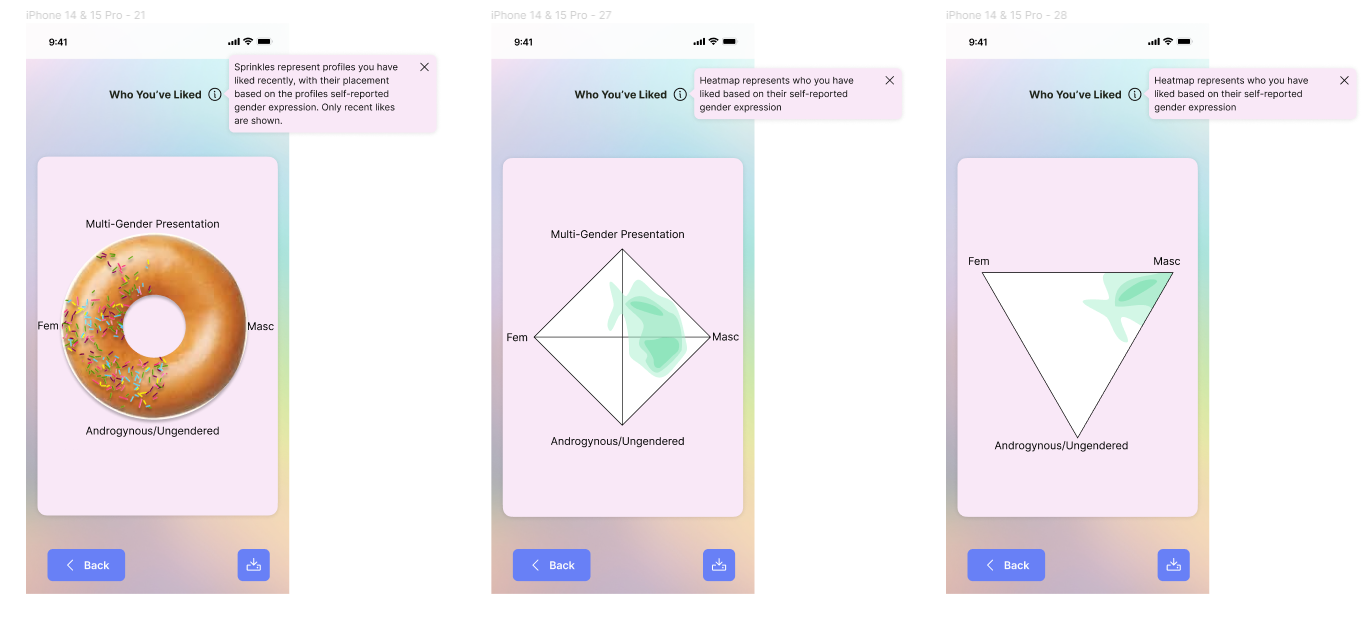 iPhone 14 & 15 Pro - 21
9:41
Who You've Liked
Sprinkles represent profiles you have
liked recently, with their placement
based on the profiles self-reported
gender expression. Only recent likes
are shown.
Multi-Gender Presentation
Fem
Masc
Androgynous/Ungendered
Back
iPhone 14 & 15 Pro - 27
9:41
Who You've Liked
Heatmap represents who you have
liked based on their self-reported
gender expression
Multi-Gender Presentation
Fem
Masc
Androgynous/Ungendered
Back
iPhone 14 & 15 Pro - 28
9:41
Who You've Liked
Heatmap represents who you have
liked based on their self-reported
gender expression
Fem
Masc
Androgynous/Ungendered
Back